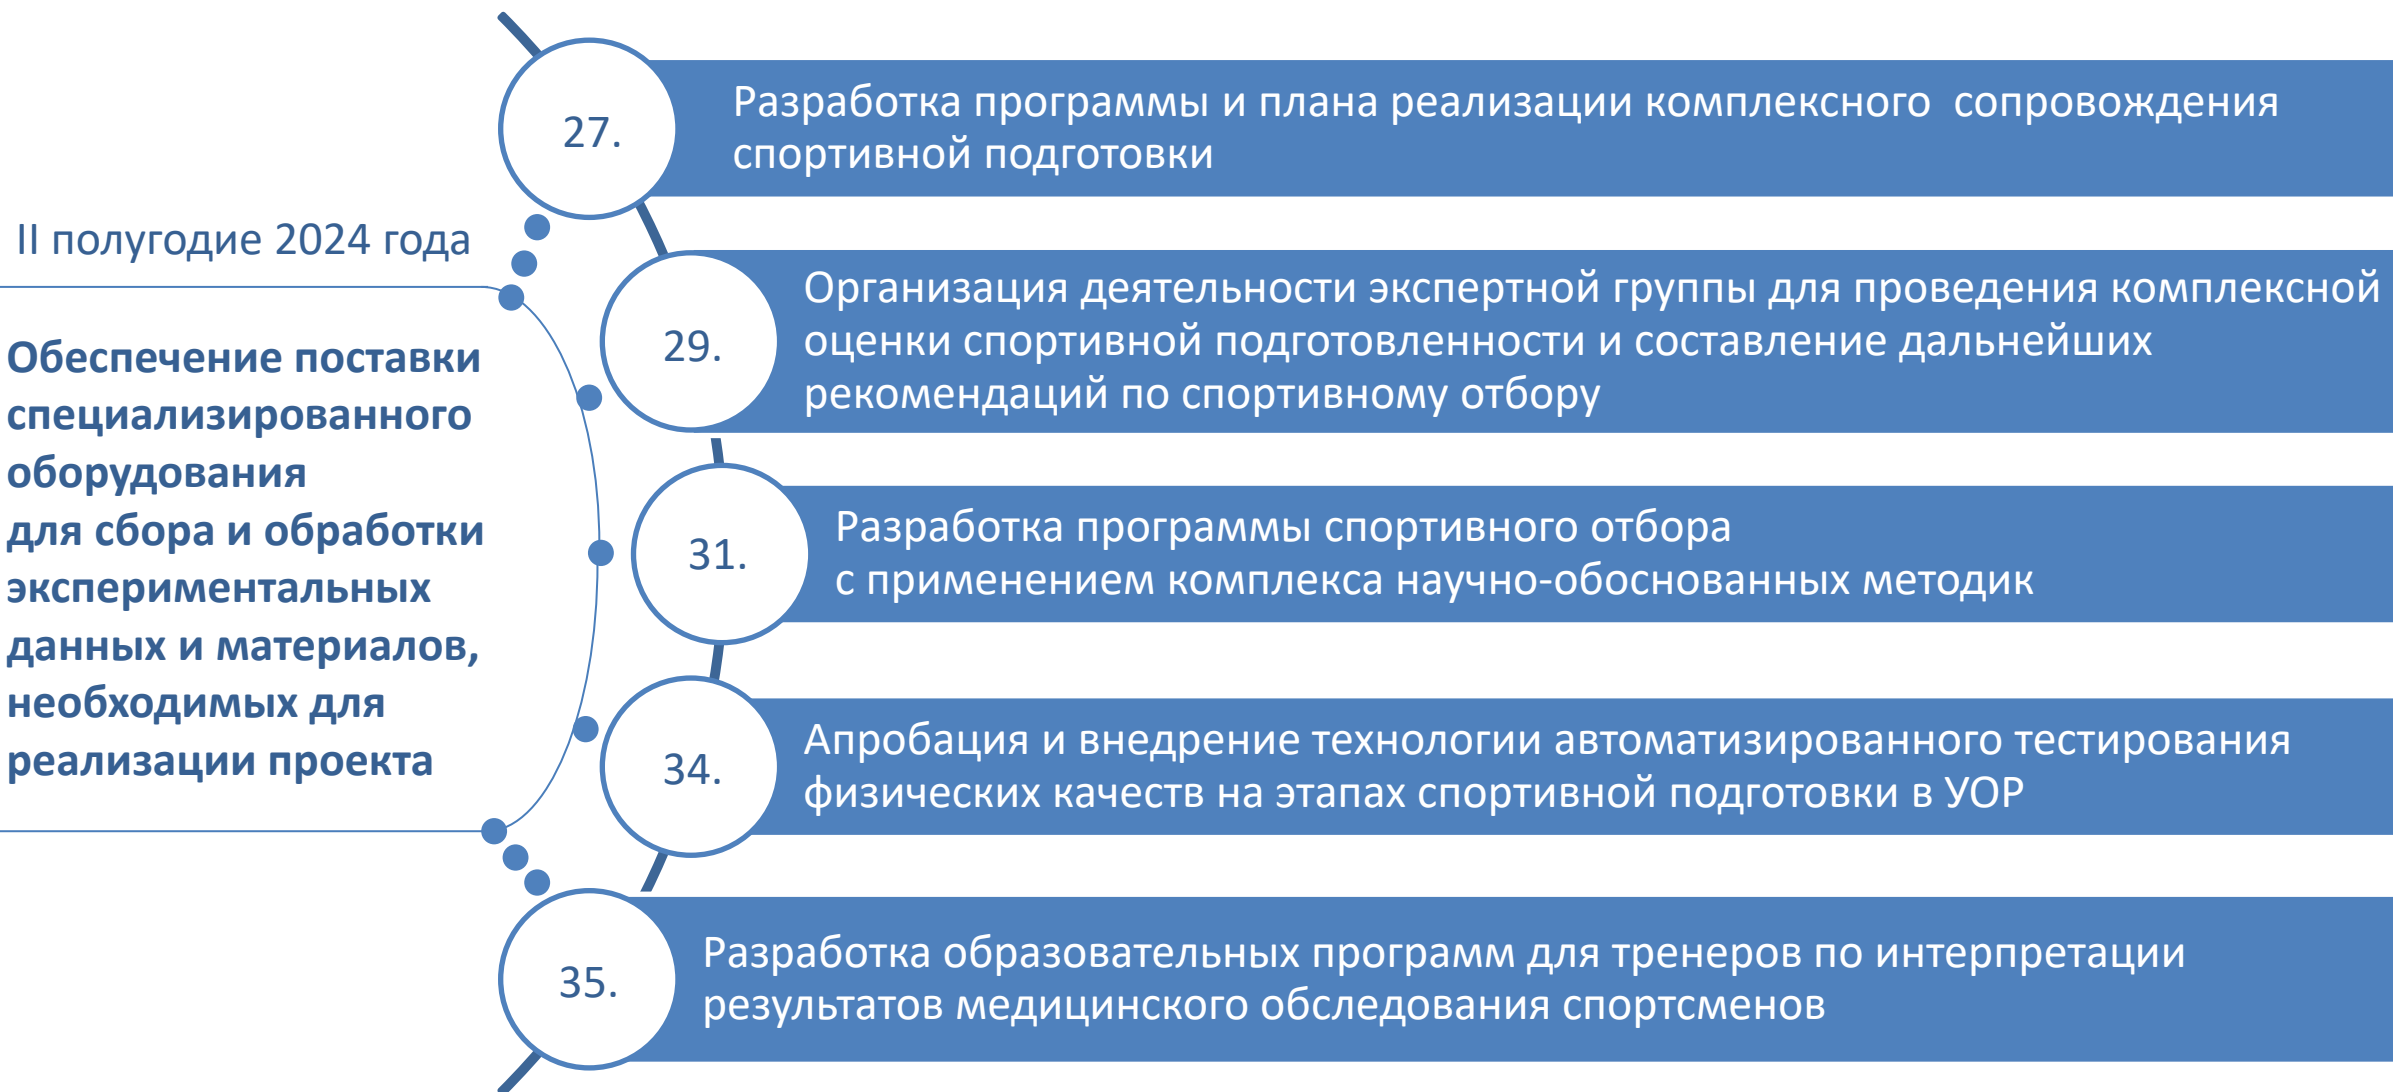 II полугодие 2024 года
Обеспечение поставки
специализированного
оборудования
для сбора и обработки
экспериментальных
данных и материалов,
необходимых для
реализации проекта
27.
Разработка программы и плана реализации комплексного  сопровождения
спортивной подготовки
29.
Организация деятельности экспертной группы для проведения комплексной
оценки спортивной подготовленности и составление дальнейших
рекомендаций по спортивному отбору
31.
Разработка программы спортивного отбора
с применением комплекса научно-обоснованных методик
34.
Апробация и внедрение технологии автоматизированного тестирования
физических качеств на этапах спортивной подготовки в УОР
35.
Разработка образовательных программ для тренеров по интерпретации
результатов медицинского обследования спортсменов